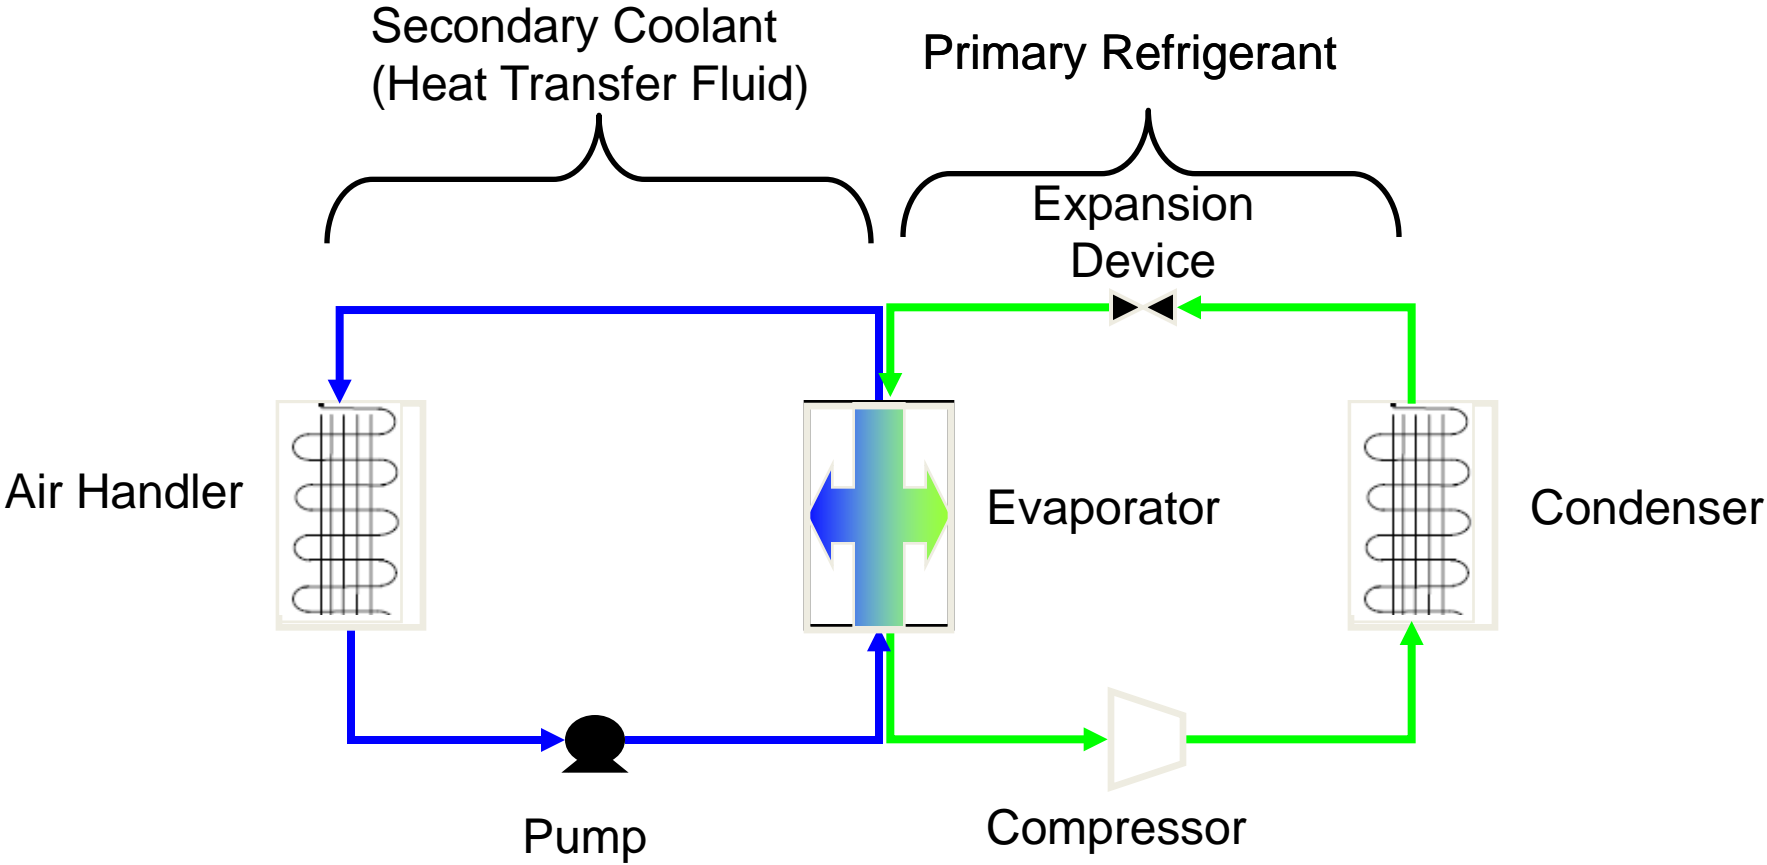 Secondary Coolant
(Heat Transfer Fluid)
Primary Refrigerant
Expansion
Device
Air Handler
Evaporator
Condenser
Pump
Compressor